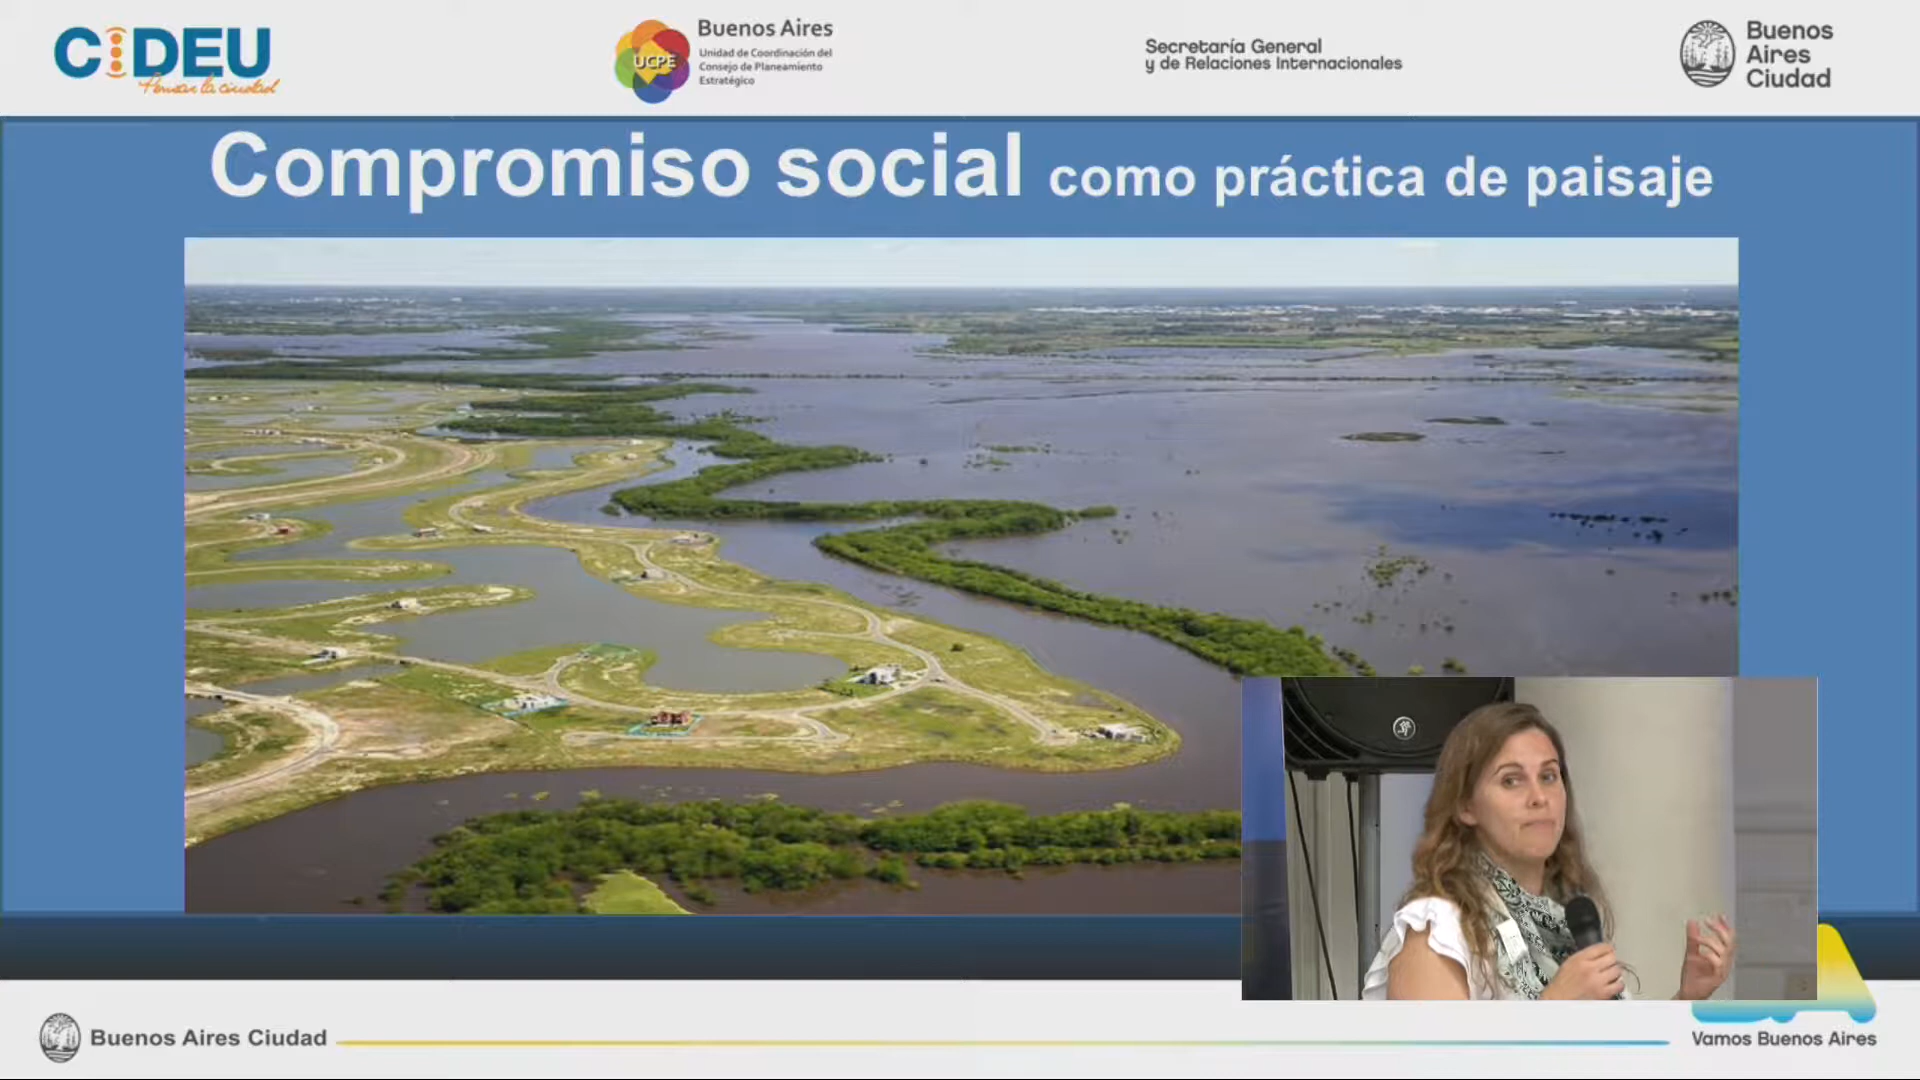 CIDEU
Pensar la ciudad
UCPE
Buenos Aires
Unidad de Coordinación del
Consejo de Planeamiento
Estratégico
Secretaría General
y de Relaciones Internacionales
Buenos
Aires
Ciudad
Compromiso social como práctica de paisaje
Buenos Aires Ciudad
Vamos Buenos Aires